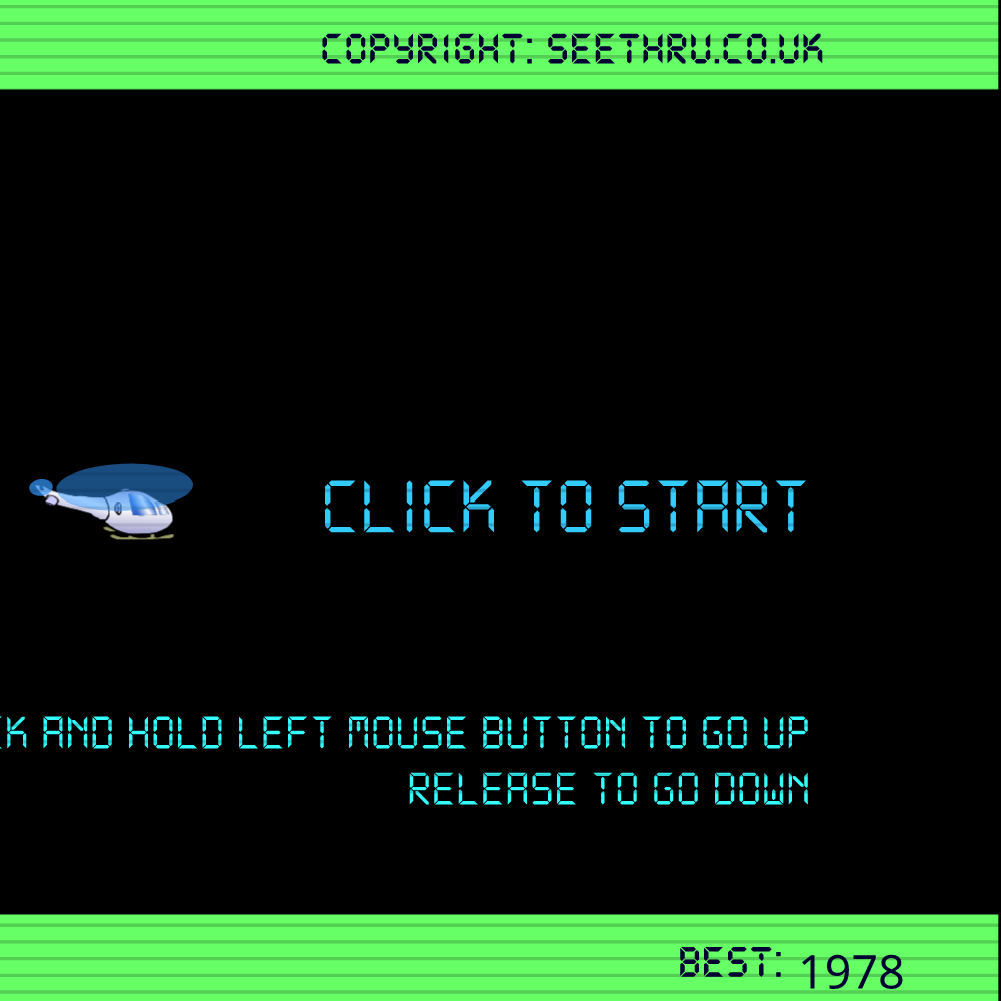 COPYRIGHT: SEETHRU.CO.UK
CLICK TO START
AND HOLD LEFT MOUSE BUTTON TO GO UP
RELEASE TO GO DOWN
BEST: 1978